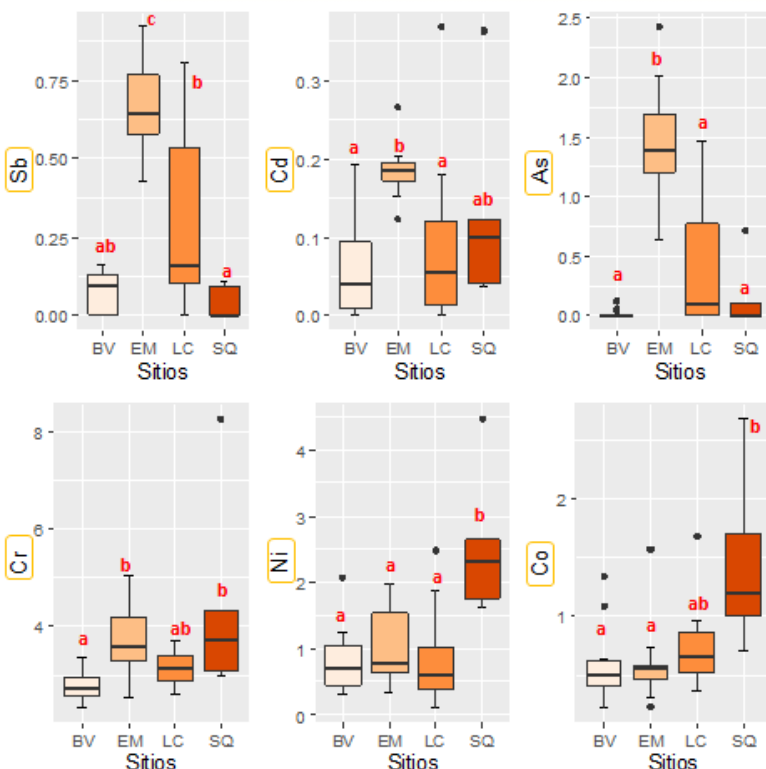 Sb
0.75
0.50
0.25
0.00
ab
c
b
a
BV EM LC SQ
Sitios
Cd
0.3
0.2
0.1
0.0
a
b
a
ab
BV EM LC SQ
Sitios
As
2.5
2.0
1.5
1.0
0.5
0.0
a
b
a
a
BV EM LC SQ
Sitios
Cr
8
6
4
a
b
ab
b
BV EM LC SQ
Sitios
Ni
4
3
2
1
0
a
a
a
b
BV EM LC SQ
Sitios
Co
2
1
a
a
ab
b
BV EM LC SQ
Sitios